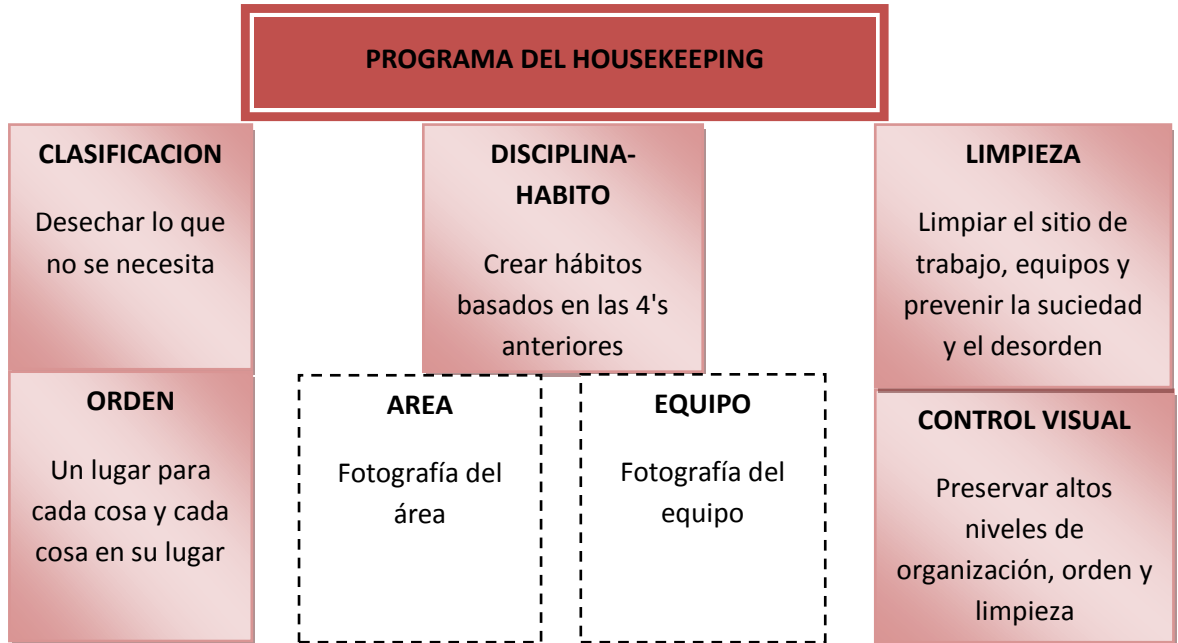 PROGRAMA DEL HOUSEKEEPING
CLASIFICACION
Desechar lo que
no se necesita
DISCIPLINA-
HABITO
Crear hábitos
basados en las 4's
anteriores
LIMPIEZA
Limpiar el sitio de
trabajo, equipos y
prevenir la suciedad
y el desorden
ORDEN
Un lugar para
cada cosa y cada
cosa en su lugar
AREA
Fotografía del
área
EQUIPO
Fotografía del
equipo
CONTROL VISUAL
Preservar altos
niveles de
organización, orden y
limpieza